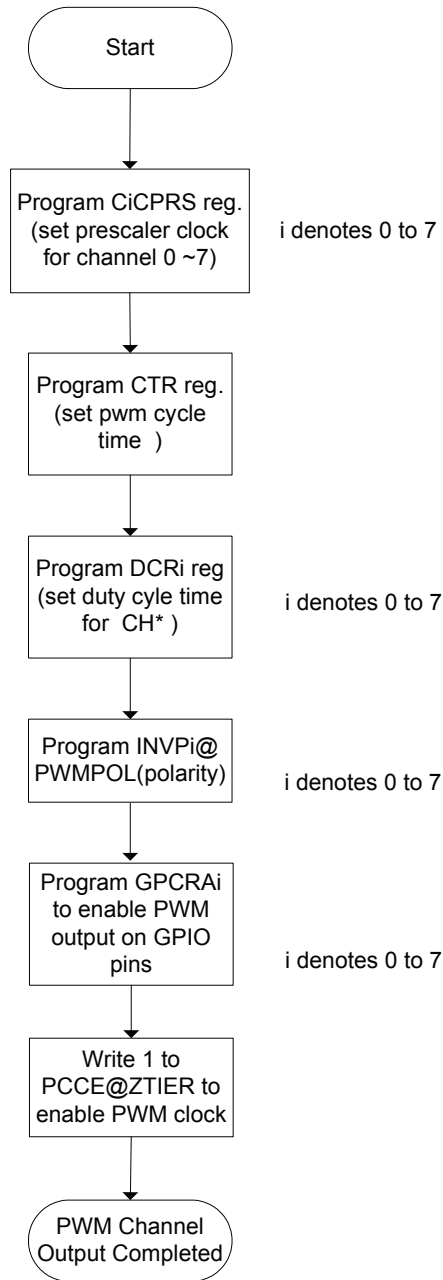 Start
Program CiCPRS reg.
(set prescaler clock
for channel 0 ~7)
i denotes 0 to 7
Program CTR reg.
(set pwm cycle
time )
Program DCRi reg
(set duty cyle time
for CH* )
i denotes 0 to 7
Program INVPi@
PWMPOL(polarity)
i denotes 0 to 7
Program GPCRAi
to enable PWM
output on GPIO
pins
i denotes 0 to 7
Write 1 to
PCCE@ZTIER to
enable PWM clock
PWM Channel
Output Completed